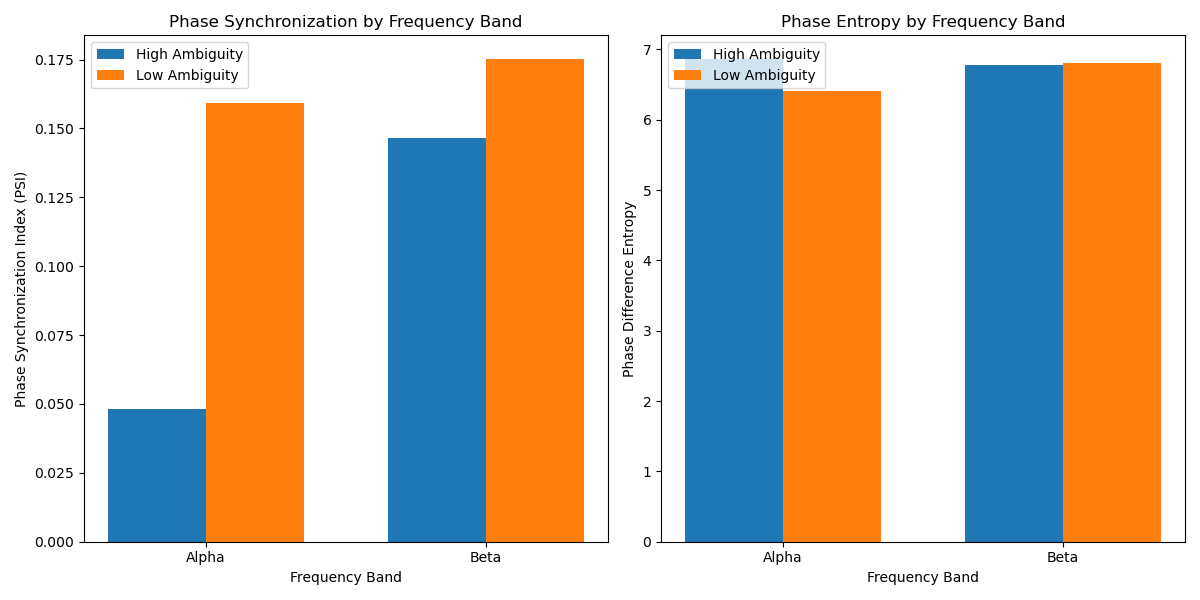 Phase Synchronization by Frequency Band
High Ambiguity
Low Ambiguity
Phase Synchronization Index (PSI)
0.175
0.150
0.125
0.100
0.075
0.050
0.025
0.000
Alpha
Beta
Frequency Band
Phase Entropy by Frequency Band
High Ambiguity
Low Ambiguity
Phase Difference Entropy
7
6
5
4
3
2
1
0
Alpha
Beta
Frequency Band